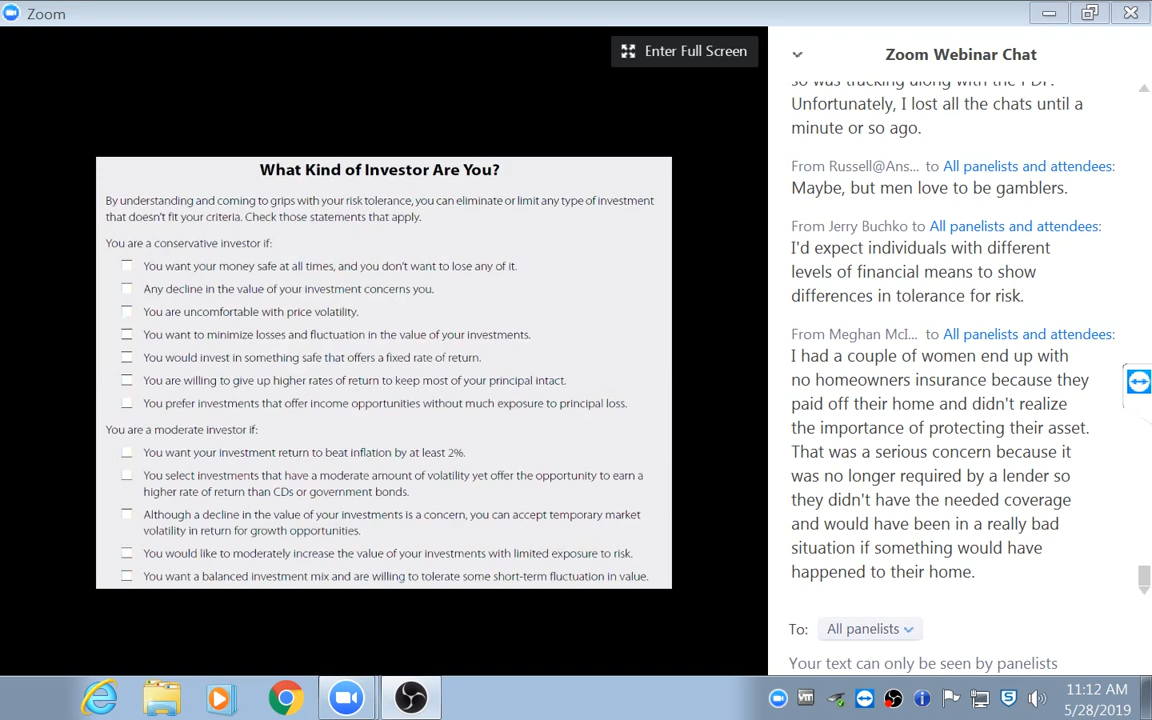 Zoom
Enter Full Screen
What Kind of Investor Are You?
By understanding and coming to grips with your risk tolerance, you can eliminate or limit any type of investment
that doesn't fit your criteria. Check those statements that apply.
You are a conservative investor if:
You want your money safe at all times, and you don't want to lose any of it.
Any decline in the value of your investment concerns you.
You are uncomfortable with price volatility.
You want to minimize losses and fluctuation in the value of your investments.
You would invest in something safe that offers a fixed rate of return.
You are willing to give up higher rates of return to keep most of your principal intact.
You prefer investments that offer income opportunities without much exposure to principal loss.
You are a moderate investor if:
You want your investment return to beat inflation by at least 2%.
You select investments that have a moderate amount of volatility yet offer the opportunity to earn a
higher rate of return than CDs or government bonds.
Although a decline in the value of your investments is a concern, you can accept temporary market
volatility in return for growth opportunities.
You would like to moderately increase the value of your investments with limited exposure to risk.
You want a balanced investment mix and are willing to tolerate some short-term fluctuation in value.
Zoom Webinar Chat
so was tracking along with the PDF.
Unfortunately, I lost all the chats until a
minute or so ago.
From Russell@Ans... to All panelists and attendees:
Maybe, but men love to be gamblers.
From Jerry Buchko to All panelists and attendees:
I'd expect individuals with different
levels of financial means to show
differences in tolerance for risk.
From Meghan McI... to All panelists and attendees:
I had a couple of women end up with
no homeowners insurance because they
paid off their home and didn't realize
the importance of protecting their asset.
That was a serious concern because it
was no longer required by a lender so
they didn't have the needed coverage
and would have been in a really bad
situation if something would have
happened to their home.
To: All panelists
Your text can only be seen by panelists
11:12 AM
5/28/2019